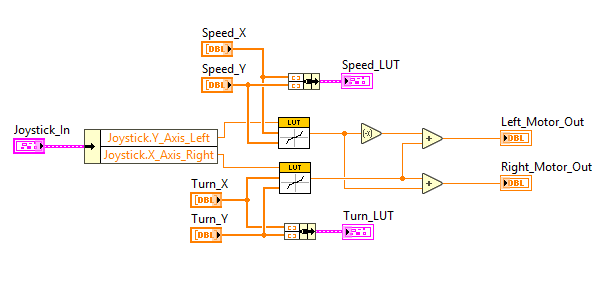 Speed_X
[DBL]
Speed_Y
[DBL]
Speed_LUT
Joystick_In
Joystick.Y_Axis_Left
Joystick.X_Axis_Right
LUT
LUT
-x
+
+
Left_Motor_Out
DBL
Right_Motor_Out
DBL
Turn_X
[DBL]
Turn_Y
[DBL]
Turn_LUT